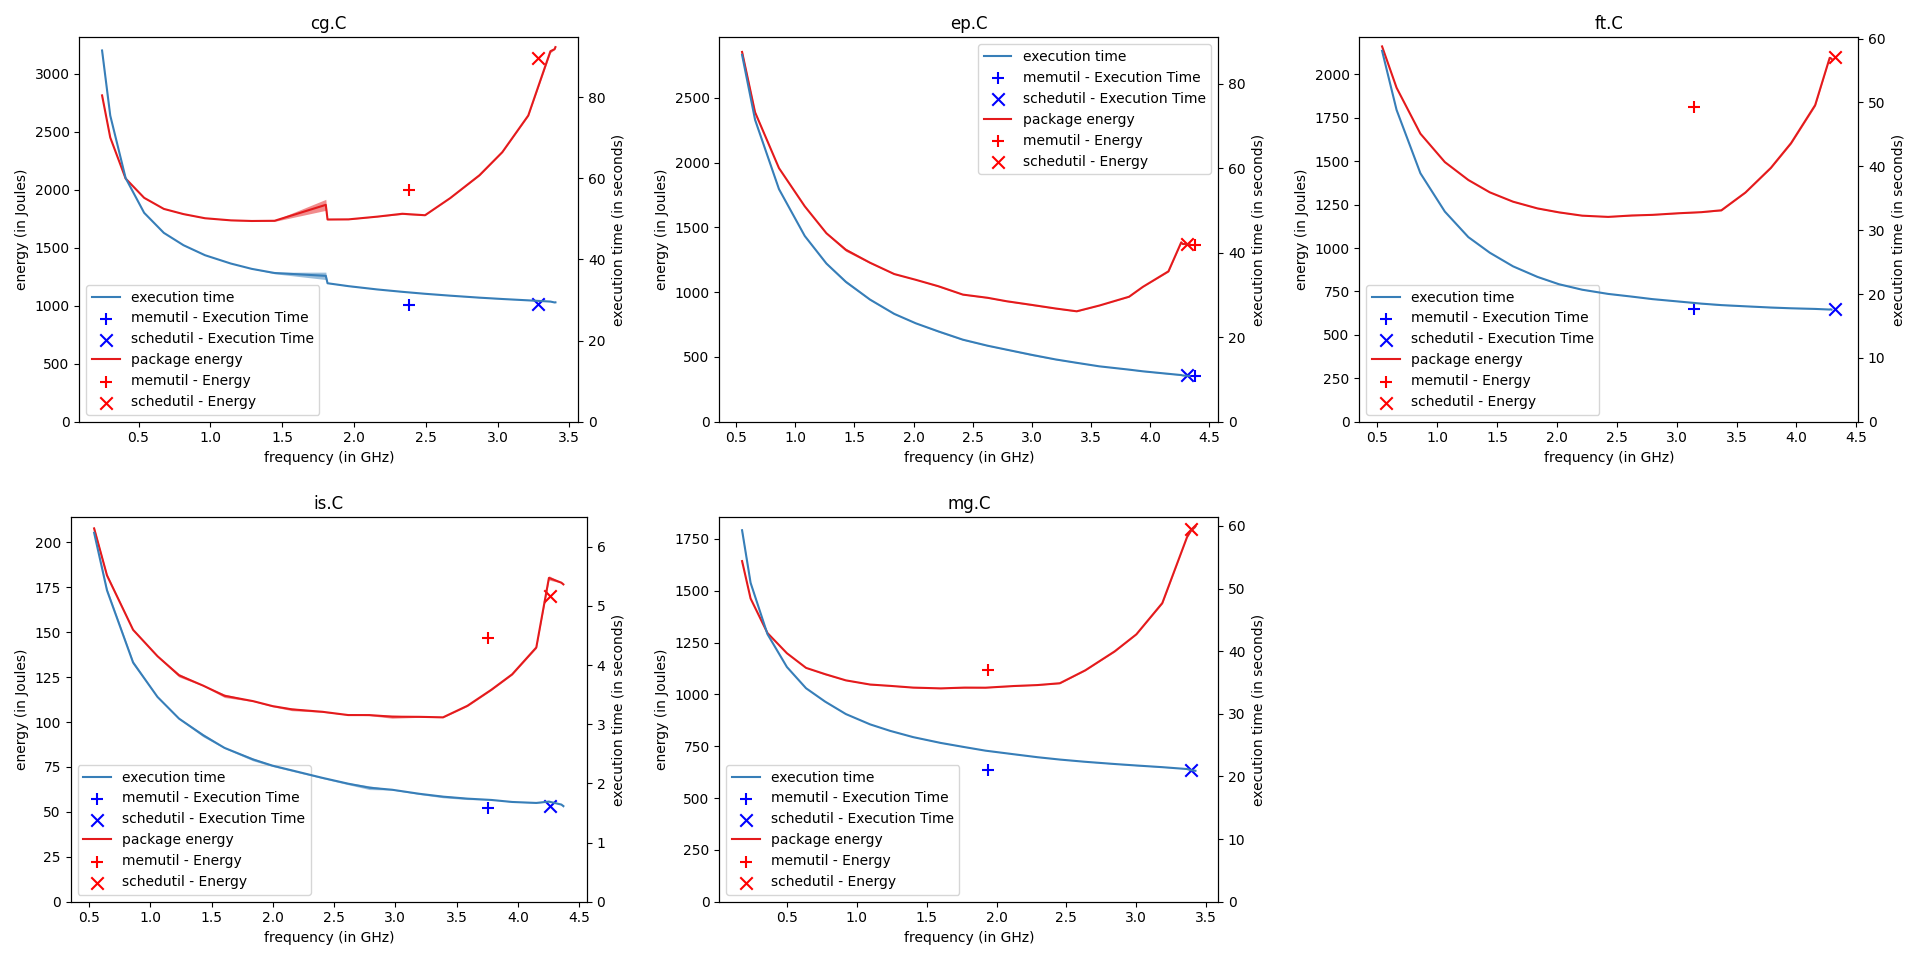 cg.C
energy (in Joules)
0
500
1000
1500
2000
2500
3000
0.5
1.0
1.5
2.0
2.5
3.0
3.5
frequency (in GHz)
0
20
40
60
80
execution time (in seconds)
execution time
memutil - Execution Time
schedutil - Execution Time
package energy
memutil - Energy
schedutil - Energy
ep.C
energy (in Joules)
0
500
1000
1500
2000
2500
0.5
1.0
1.5
2.0
2.5
3.0
3.5
4.0
4.5
frequency (in GHz)
0
20
40
60
80
execution time (in seconds)
execution time
memutil - Execution Time
schedutil - Execution Time
package energy
memutil - Energy
schedutil - Energy
ft.C
energy (in Joules)
0
250
500
750
1000
1250
1500
1750
2000
0.5
1.0
1.5
2.0
2.5
3.0
3.5
4.0
4.5
frequency (in GHz)
0
10
20
30
40
50
60
execution time (in seconds)
execution time
memutil - Execution Time
schedutil - Execution Time
package energy
memutil - Energy
schedutil - Energy
is.C
energy (in Joules)
0
25
50
75
100
125
150
175
200
0.5
1.0
1.5
2.0
2.5
3.0
3.5
4.0
4.5
frequency (in GHz)
0
1
2
3
4
5
6
execution time (in seconds)
execution time
memutil - Execution Time
schedutil - Execution Time
package energy
memutil - Energy
schedutil - Energy
mg.C
energy (in Joules)
0
250
500
750
1000
1250
1500
1750
0.5
1.0
1.5
2.0
2.5
3.0
3.5
frequency (in GHz)
0
10
20
30
40
50
60
execution time (in seconds)
execution time
memutil - Execution Time
schedutil - Execution Time
package energy
memutil - Energy
schedutil - Energy